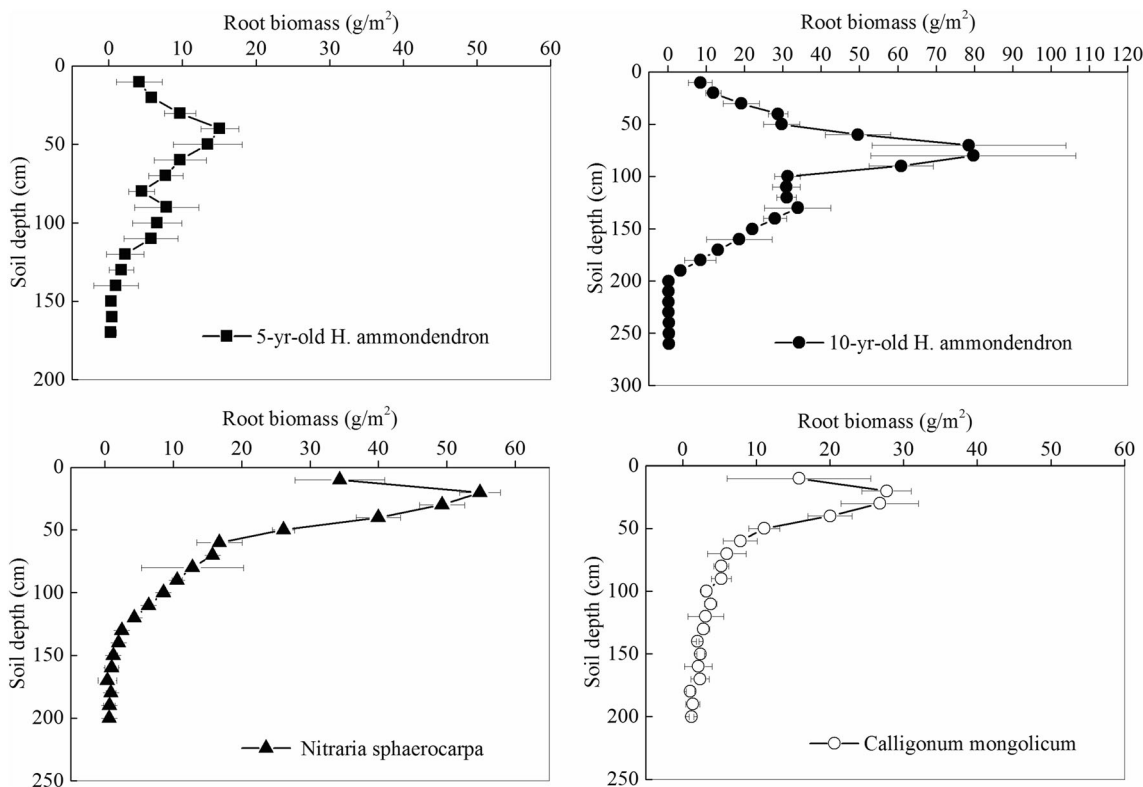 Root biomass (g/m²)
0 10 20 30 40 50 60
0
50
100
150
200
Soil depth (cm)
5-yr-old H. ammondendron
Root biomass (g/m²)
0 10 20 30 40 50 60 70 80 90 100 110 120
0
50
100
150
200
250
300
Soil depth (cm)
10-yr-old H. ammondendron
Root biomass (g/m²)
0 10 20 30 40 50 60
0
50
100
150
200
250
Soil depth (cm)
Nitraria sphaerocarpa
Root biomass (g/m²)
0 10 20 30 40 50 60
0
50
100
150
200
250
Soil depth (cm)
Calligonum mongolicum